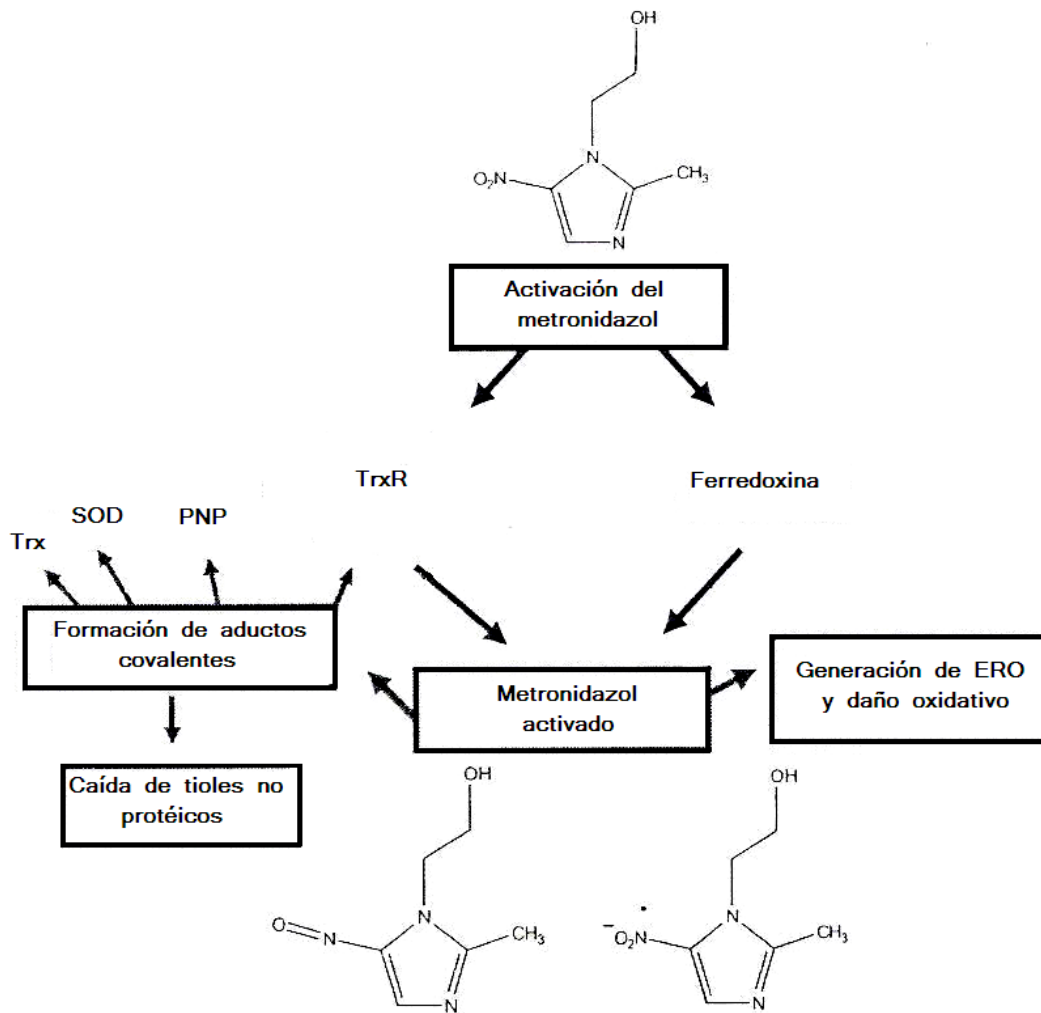 OH
N
O₂N
CH₃
N
Activación del
metronidazol
TrxR
Ferredoxina
SOD
PNP
Trx
Formación de aductos
covalentes
Metronidazol
activado
Generación de ERO
y daño oxidativo
Caída de tioles no
protéicos
OH
N
O
N
CH₃
N
OH
N
⁻O₂N
CH₃
N